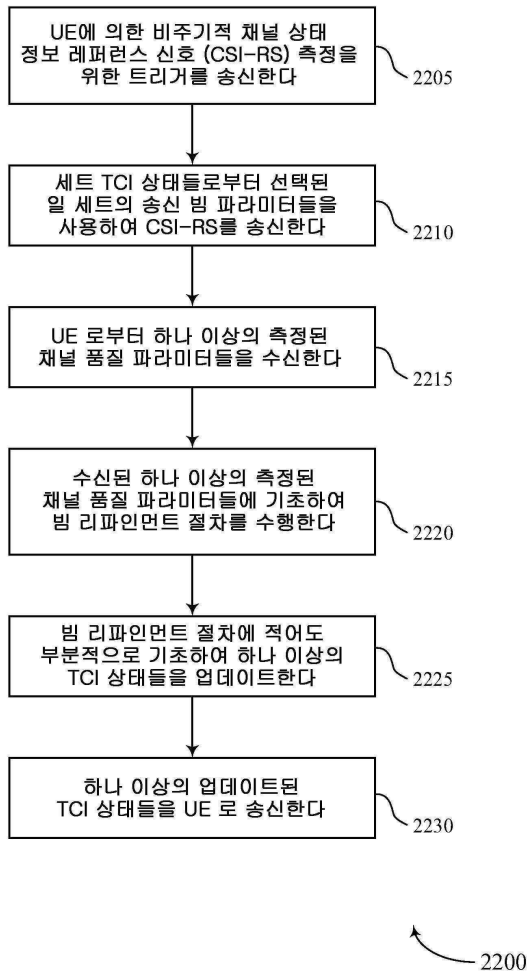 UE에 의한 비주기적 채널 상태
정보 레퍼런스 신호 (CSI-RS) 측정을
위한 트리거를 송신한다
2205
세트 TCI 상태들로부터 선택된
일 세트의 송신 빔 파라미터들을
사용하여 CSI-RS를 송신한다
2210
UE 로부터 하나 이상의 측정된
채널 품질 파라미터들을 수신한다
2215
수신된 하나 이상의 측정된
채널 품질 파라미터들에 기초하여
빔 리파인먼트 절차를 수행한다
2220
빔 리파인먼트 절차에 적어도
부분적으로 기초하여 하나 이상의
TCI 상태들을 업데이트한다
2225
하나 이상의 업데이트된
TCI 상태들을 UE 로 송신한다
2230
2200